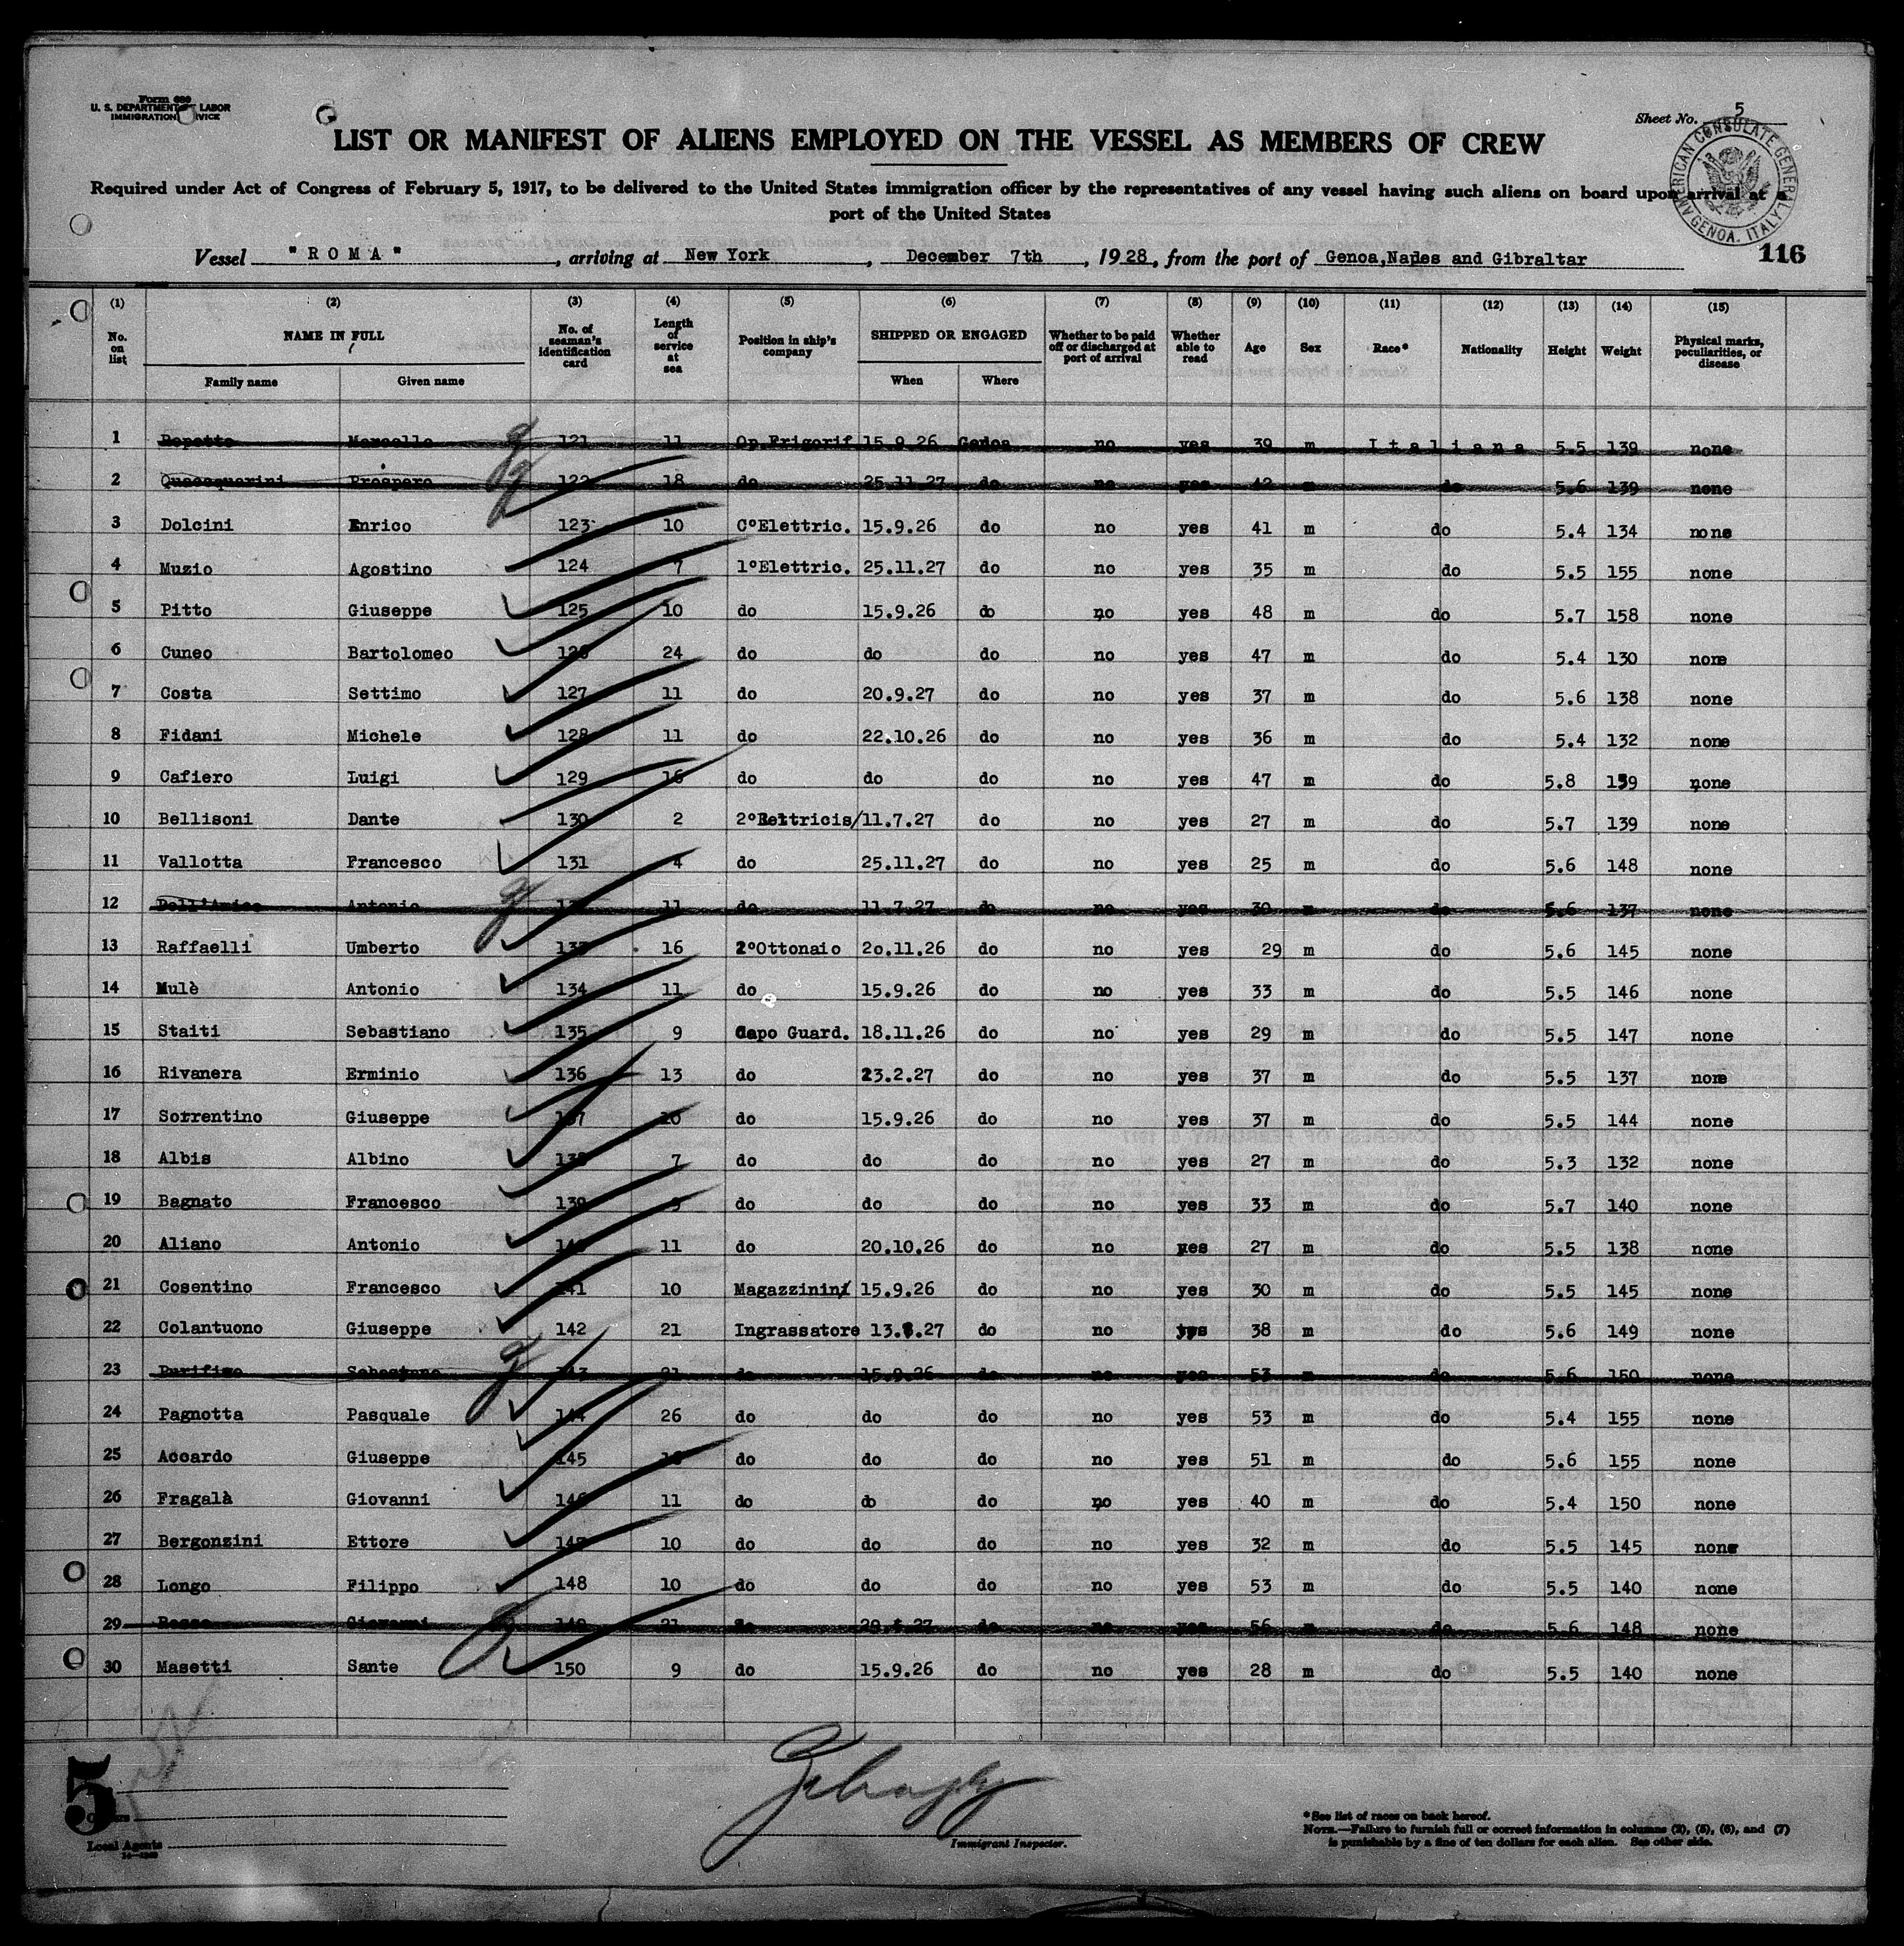 Form 680
U. S. DEPARTMENT OF LABOR
IMMIGRATION SERVICE
Sheet No. 5
LIST OR MANIFEST OF ALIENS EMPLOYED ON THE VESSEL AS MEMBERS OF CREW
Required under Act of Congress of February 5, 1917, to be delivered to the United States immigration officer by the representatives of any vessel having such aliens on board upon arrival at a
port of the United States
AMERICAN CONSULATE GENERAL GENOA. ITALY
Vessel "ROMA", arriving at New York, December 7th, 1928, from the port of Genoa,Naples and Gibraltar
116
(1) (2) (3) (4) (5) (6) (7) (8) (9) (10) (11) (12) (13) (14) (15)
No. on list NAME IN FULL No. of seaman's identification card Length of service at sea Position in ship's company SHIPPED OR ENGAGED Whether to be paid off or discharged at port of arrival Whether able to read Age Sex Race* Nationality Height Weight Physical marks, peculiarities, or disease
Family name Given name When Where
1 Repetto Marcello 121 11 Op.Frigorif 15.9.26 Genoa no yes 39 m Italiana 5.5 139 none
2 Prospero 122 18 do 25.11.27 do no yes 42 m do 5.6 139 none
3 Dolcini Enrico 123 10 C°Elettric. 15.9.26 do no yes 41 m do 5.4 134 none
4 Muzio Agostino 124 7 1°Elettric. 25.11.27 do no yes 35 m do 5.5 155 none
5 Pitto Giuseppe 125 10 do 15.9.26 do no yes 48 m do 5.7 158 none
6 Cuneo Bartolomeo 126 24 do do do no yes 47 m do 5.4 130 none
7 Costa Settimo 127 11 do 20.9.27 do no yes 37 m do 5.6 138 none
8 Fidani Michele 128 11 do 22.10.26 do no yes 36 m do 5.4 132 none
9 Cafiero Luigi 129 16 do do do no yes 47 m do 5.8 159 none
10 Bellisoni Dante 130 2 11.7.27 do no yes 27 m do 5.7 139 none
11 Vallotta Francesco 131 4 do 25.11.27 do no yes 25 m do 5.6 148 none
12 Dell'Amico Antonio 132 11 do 11.7.27 do no yes 30 m do 5.6 137 none
13 Raffaelli Umberto 133 16 2°Ottonaio 2o.11.26 do no yes 29 m do 5.6 145 none
14 Mulè Antonio 134 11 do 15.9.26 do no yes 33 m do 5.5 146 none
15 Staiti Sebastiano 135 9 Capo Guard. 18.11.26 do no yes 29 m do 5.5 147 none
16 Rivanera Erminio 136 13 do 23.2.27 do no yes 37 m do 5.5 137 none
17 Sorrentino Giuseppe 137 10 do 15.9.26 do no yes 37 m do 5.5 144 none
18 Albis Albino 138 7 do do do no yes 27 m do 5.3 132 none
19 Bagnato Francesco 139 9 do do do no yes 33 m do 5.7 140 none
20 Aliano Antonio 140 11 do 20.10.26 do no yes 27 m do 5.5 138 none
21 Cosentino Francesco 141 10 Magazzinini 15.9.26 do no yes 30 m do 5.5 145 none
22 Colantuono Giuseppe 142 21 Ingrassatore 13.8.27 do no yes 38 m do 5.6 149 none
23 143 21 do 15.9.26 do no yes 53 m do 5.6 150 none
24 Pagnotta Pasquale 144 26 do do do no yes 53 m do 5.4 155 none
25 Accardo Giuseppe 145 do do do no yes 51 m do 5.6 155 none
26 Fragalà Giovanni 146 11 do do do no yes 40 m do 5.4 150 none
27 Bergonzini Ettore 147 10 do do do no yes 32 m do 5.5 145 none
28 Longo Filippo 148 10 do do do no yes 53 m do 5.5 140 none
29 Giovanni 149 21 do do no yes 56 m do 5.6 148 none
30 Masetti Sante 150 9 do 15.9.26 do no yes 28 m do 5.5 140 none
5
Local Agents
Immigrant Inspector.
*See list of races on back hereof.
NOTE.—Failure to furnish full or correct information in columns (2), (5), (6), and (7)
is punishable by a fine of ten dollars for each alien. See other side.